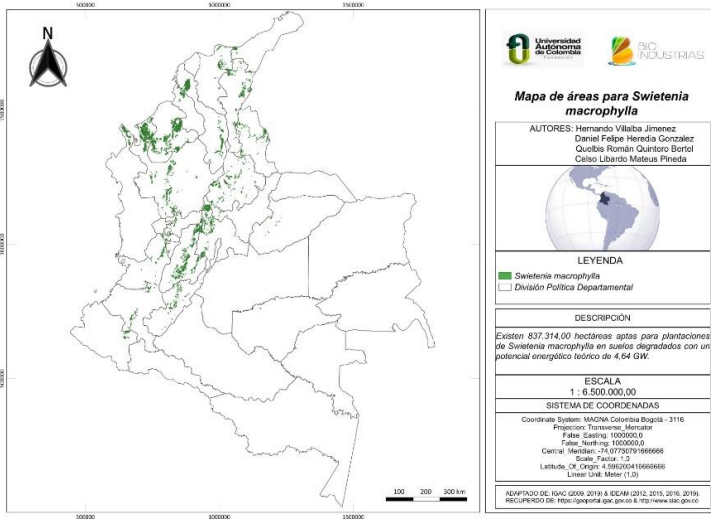 500000
1000000
1500000
N
1500000
1000000
500000
100 200 300 km
500000
1000000
1500000
Universidad
Autónoma
de Colombia
BIO
INDUSTRIAS
Mapa de áreas para Swietenia
macrophylla
AUTORES: Hernando Villalba Jimenez
Daniel Felipe Heredia Gonzalez
Quelbis Román Quintero Bertel
Celso Libardo Mateus Pineda
LEYENDA
Swietenia macrophylla
División Política Departamental
DESCRIPCIÓN
Existen 837.314,00 hectáreas aptas para plantaciones
de Swietenia macrophylla en suelos degradados con un
potencial energético teórico de 4,64 GW.
ESCALA
1 : 6.500.000,00
SISTEMA DE COORDENADAS
Coordinate System: MAGNA Colombia Bogotá - 3116
Projection: Transverse_Mercator
False_Easting: 1000000,0
False_Northing: 1000000,0
Central Meridian: -74,07750791666666
Scale_Factor: 1,0
Latitude_Of_Origin: 4,596200416666666
Linear Unit: Meter (1,0)
ADAPTADO DE: IGAC (2009, 2019) & IDEAM (2012, 2015, 2016, 2019).
RECUPERDO DE: https://geoportal.igac.gov.co & http://www.siac.gov.co